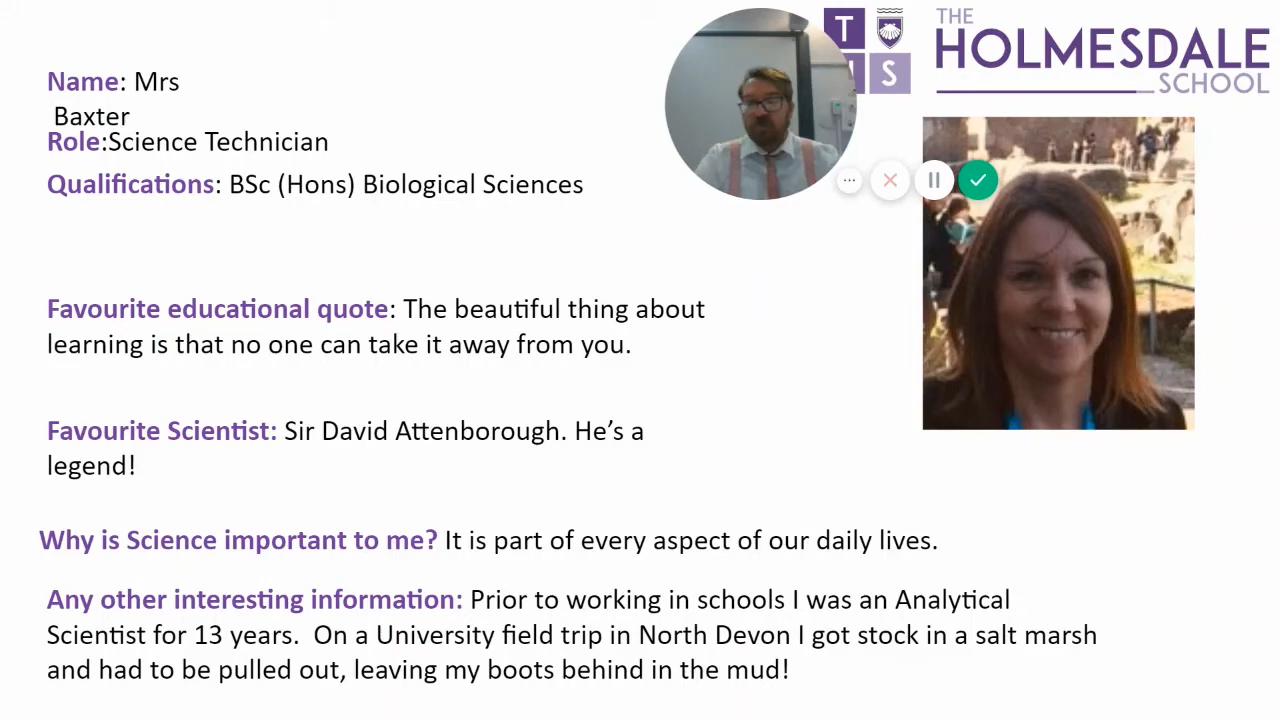 THE
HOLMESDALE
SCHOOL
T
S
Name: Mrs
Baxter
Role:Science Technician
Qualifications: BSc (Hons) Biological Sciences
Favourite educational quote: The beautiful thing about
learning is that no one can take it away from you.
Favourite Scientist: Sir David Attenborough. He’s a
legend!
Why is Science important to me? It is part of every aspect of our daily lives.
Any other interesting information: Prior to working in schools I was an Analytical
Scientist for 13 years.  On a University field trip in North Devon I got stock in a salt marsh
and had to be pulled out, leaving my boots behind in the mud!